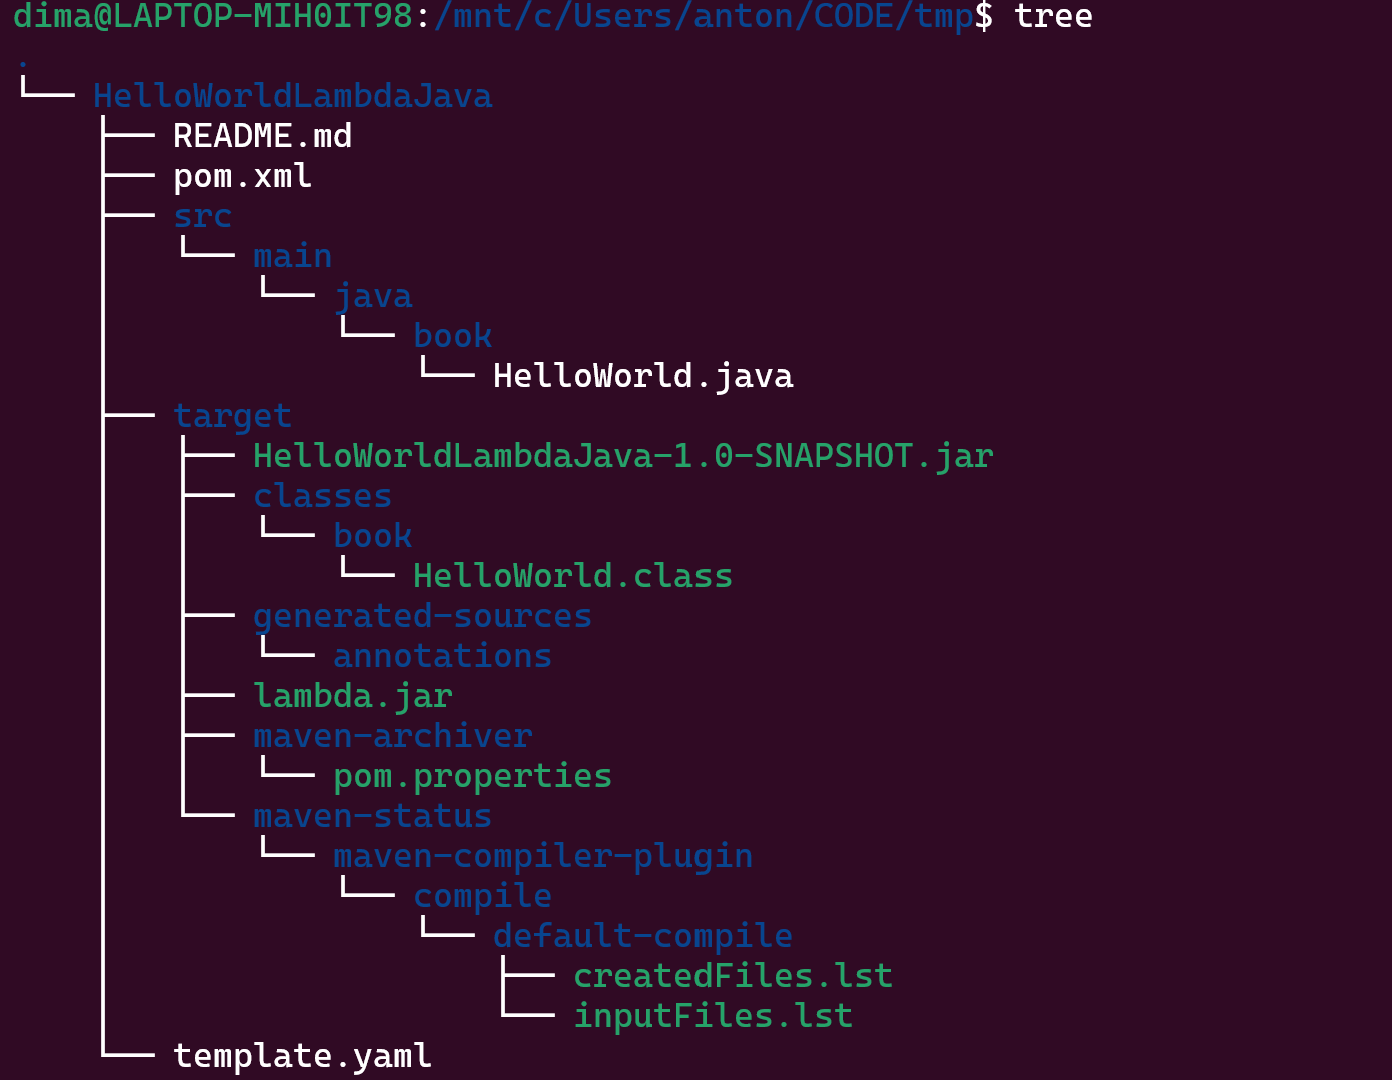 dima@LAPTOP-MIH0IT98:/mnt/c/Users/anton/CODE/tmp$ tree
.
└── HelloWorldLambdaJava
    ├── README.md
    ├── pom.xml
    ├── src
    │   └── main
    │       └── java
    │           └── book
    │               └── HelloWorld.java
    ├── target
    │   ├── HelloWorldLambdaJava-1.0-SNAPSHOT.jar
    │   ├── classes
    │   │   └── book
    │   │       └── HelloWorld.class
    │   ├── generated-sources
    │   │   └── annotations
    │   ├── lambda.jar
    │   ├── maven-archiver
    │   │   └── pom.properties
    │   └── maven-status
    │       └── maven-compiler-plugin
    │           └── compile
    │               └── default-compile
    │                   ├── createdFiles.lst
    │                   └── inputFiles.lst
    └── template.yaml